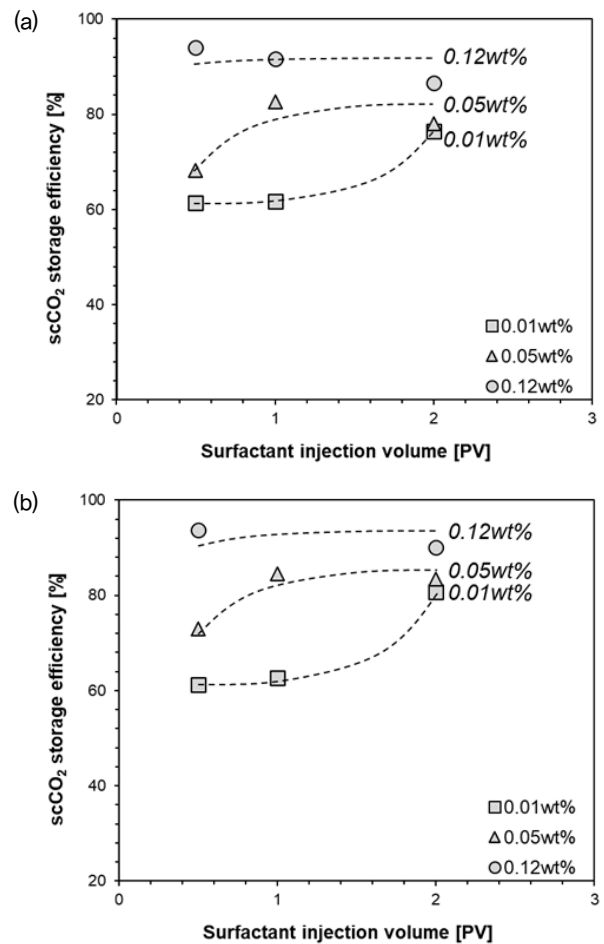 (a)
100
80
60
40
20
0
1
2
3
scCO₂ storage efficiency [%]
Surfactant injection volume [PV]
0.12wt%
0.05wt%
0.01wt%
0.01wt%
0.05wt%
0.12wt%
(b)
100
80
60
40
20
0
1
2
3
scCO₂ storage efficiency [%]
Surfactant injection volume [PV]
0.12wt%
0.05wt%
0.01wt%
0.01wt%
0.05wt%
0.12wt%